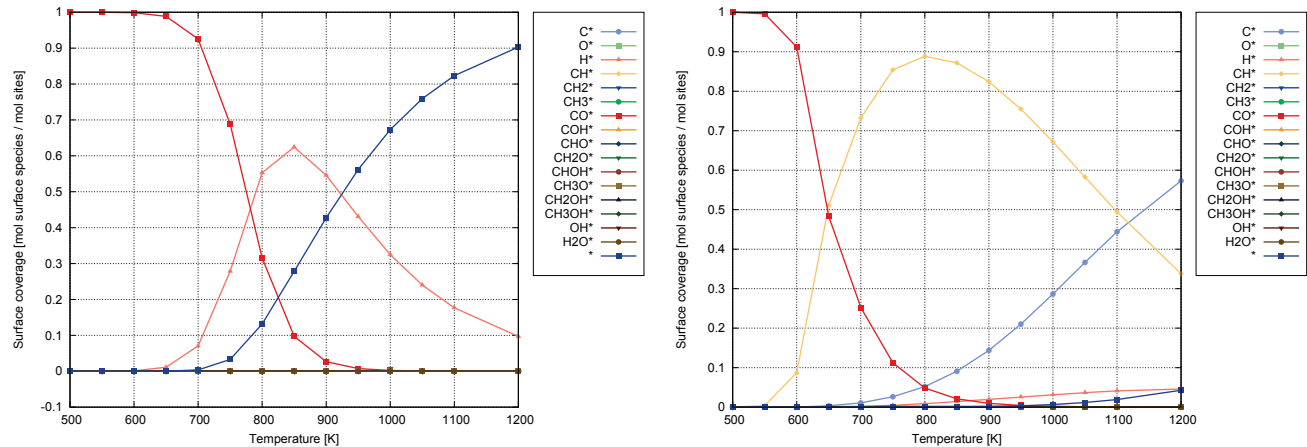 1
0.9
0.8
0.7
0.6
0.5
0.4
0.3
0.2
0.1
0
-0.1
500 600 700 800 900 1000 1100 1200
Temperature [K]
Surface coverage [mol surface species / mol sites]
C*
O*
H*
CH*
CH2*
CH3*
CO*
COH*
CHO*
CH2O*
CHOH*
CH3O*
CH2OH*
CH3OH*
OH*
H2O*
*
1
0.9
0.8
0.7
0.6
0.5
0.4
0.3
0.2
0.1
0
500 600 700 800 900 1000 1100 1200
Temperature [K]
Surface coverage [mol surface species / mol sites]
C*
O*
H*
CH*
CH2*
CH3*
CO*
COH*
CHO*
CH2O*
CHOH*
CH3O*
CH2OH*
CH3OH*
OH*
H2O*
*